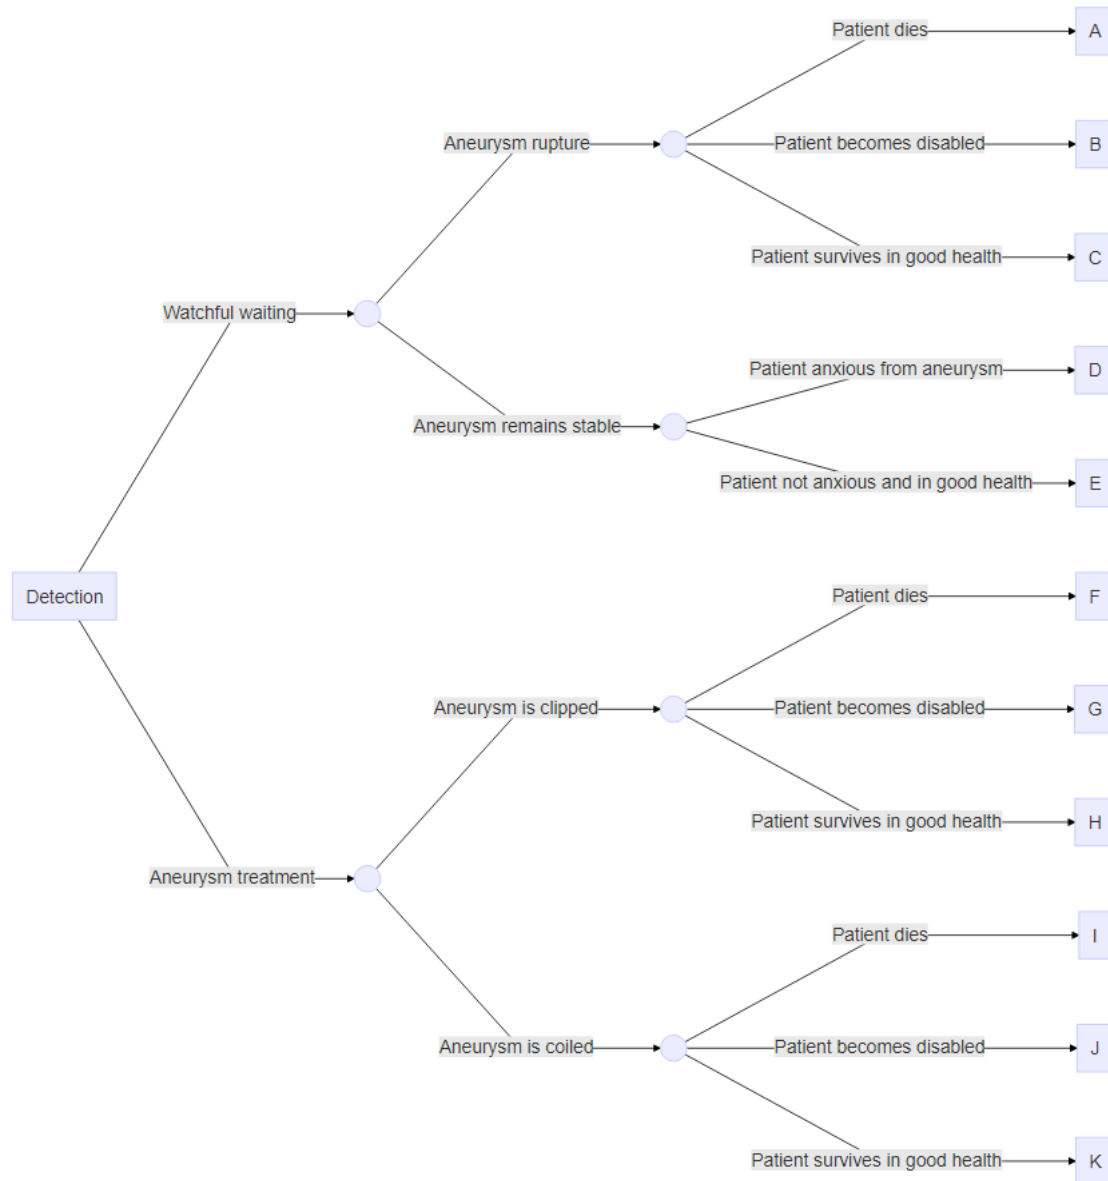 Patient dies
A
Aneurysm rupture
Patient becomes disabled
B
Patient survives in good health
C
Watchful waiting
Patient anxious from aneurysm
D
Aneurysm remains stable
Patient not anxious and in good health
E
Detection
Patient dies
F
Aneurysm is clipped
Patient becomes disabled
G
Patient survives in good health
H
Aneurysm treatment
Patient dies
I
Aneurysm is coiled
Patient becomes disabled
J
Patient survives in good health
K